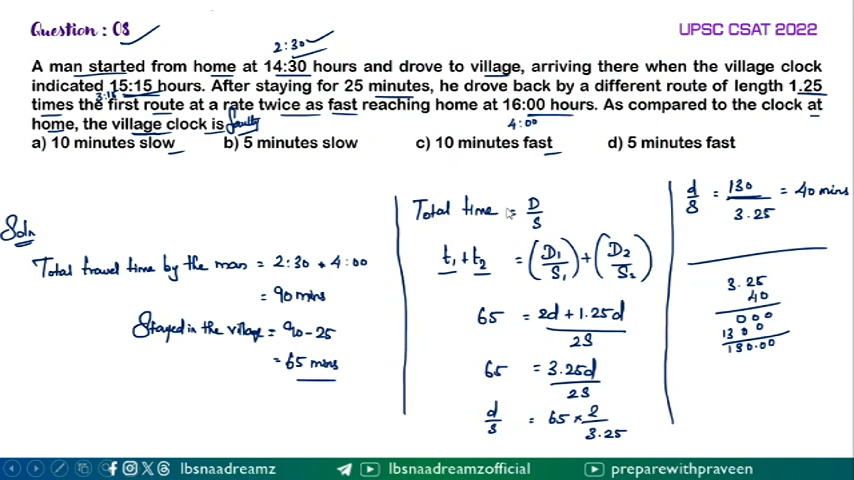 Question : 08
UPSC CSAT 2022
2:30
A man started from home at 14:30 hours and drove to village, arriving there when the village clock
indicated 15:15 hours. After staying for 25 minutes, he drove back by a different route of length 1.25
3:15
times the first route at a rate twice as fast reaching home at 16:00 hours. As compared to the clock at
4:00
home, the village clock is faulty
a) 10 minutes slow b) 5 minutes slow c) 10 minutes fast d) 5 minutes fast
Soln
Total travel time by the man = 2:30 + 4:00
= 90 mins
Stayed in the village = 90 - 25
= 65 mins
Total time = D/S
t1 + t2 = (D1/S1) + (D2/S2)
65 = 2d + 1.25d / 2S
65 = 3.25d / 2S
d/s = 65 × 2/3.25
d/s = 130/3.25 = 40 mins
3.25
40
000
1300
130.00
lbsnaadreamz lbsnaadreamzofficial preparewithpraveen